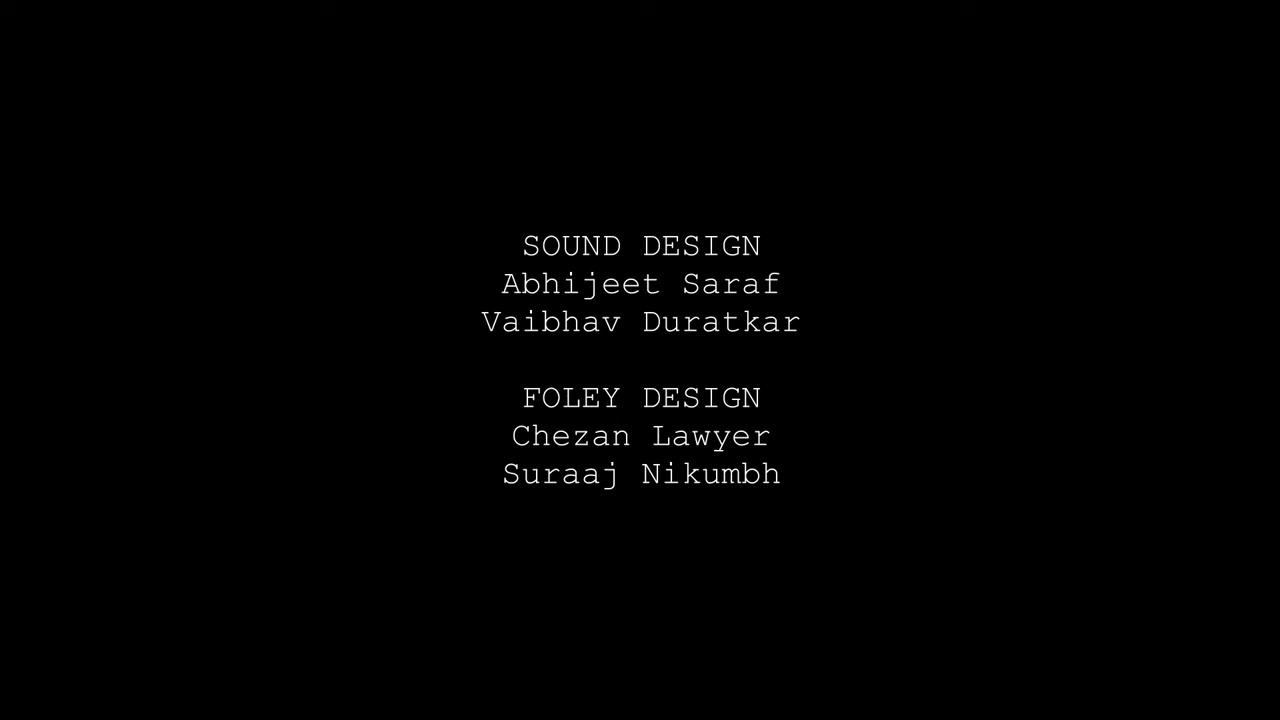 SOUND DESIGN
Abhijeet Saraf
Vaibhav Duratkar
FOLEY DESIGN
Chezan Lawyer
Suraaj Nikumbh